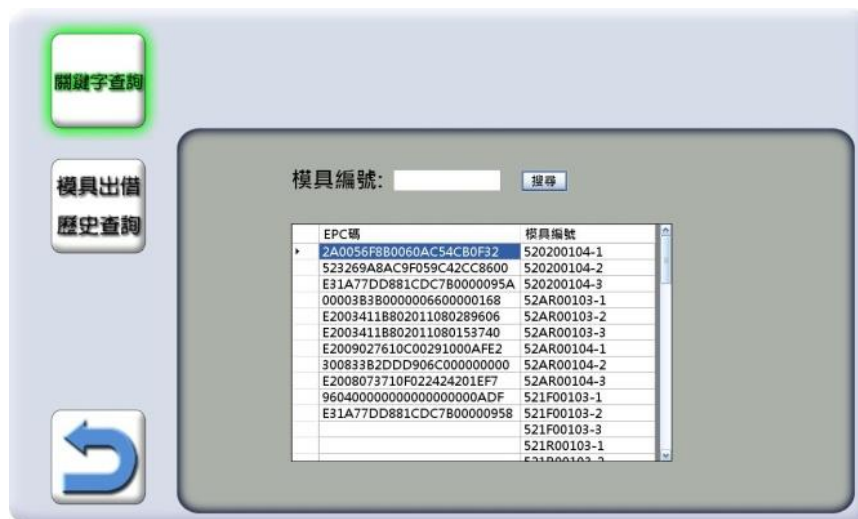 關鍵字查詢
模具出借
歷史查詢
模具編號:
搜尋
EPC碼 模具編號
2A0056F8B0060AC54CB0F32 520200104-1
523269A8AC9F059C42CC8600 520200104-2
E31A77DD881CDC7B0000095A 520200104-3
00003B3B0000006600000168 52AR00103-1
E2003411B802011080289606 52AR00103-2
E2003411B802011080153740 52AR00103-3
E2009027610C00291000AFE2 52AR00104-1
300833B2DDD906C000000000 52AR00104-2
E2008073710F022424201EF7 52AR00104-3
960400000000000000000ADF 521F00103-1
E31A77DD881CDC7B00000958 521F00103-2
521F00103-3
521R00103-1